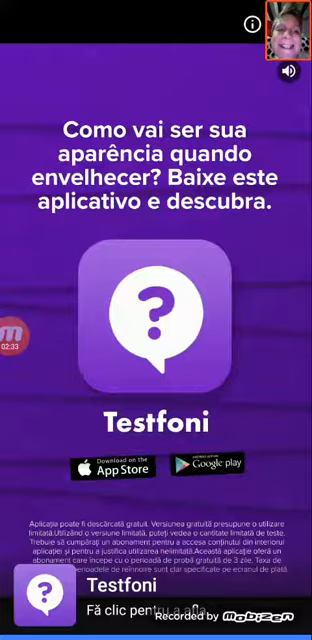 Como vai ser sua
aparência quando
envelhecer? Baixe este
aplicativo e descubra.
02:33
Testfoni
Download on the
App Store
Google play
Aplicația poate fi descărcată gratuit. Versiunea gratuită presupune o utilizare
limitată.Utilizând o versiune limitată, puteți vedea o cantitate limitată de teste.
Trebuie să cumpărați un abonament pentru a accesa conținutul din interiorul
aplicației și pentru a justifica utilizarea nelimitată.Această aplicație oferă un
abonament care începe cu o perioadă de probă gratuită de 3 zile. Taxa de
perioadele de reînnoire sunt clar specificate pe ecranul de plată.
Testfoni
Fă clic pentru a afla
Recorded by MOBIZEN